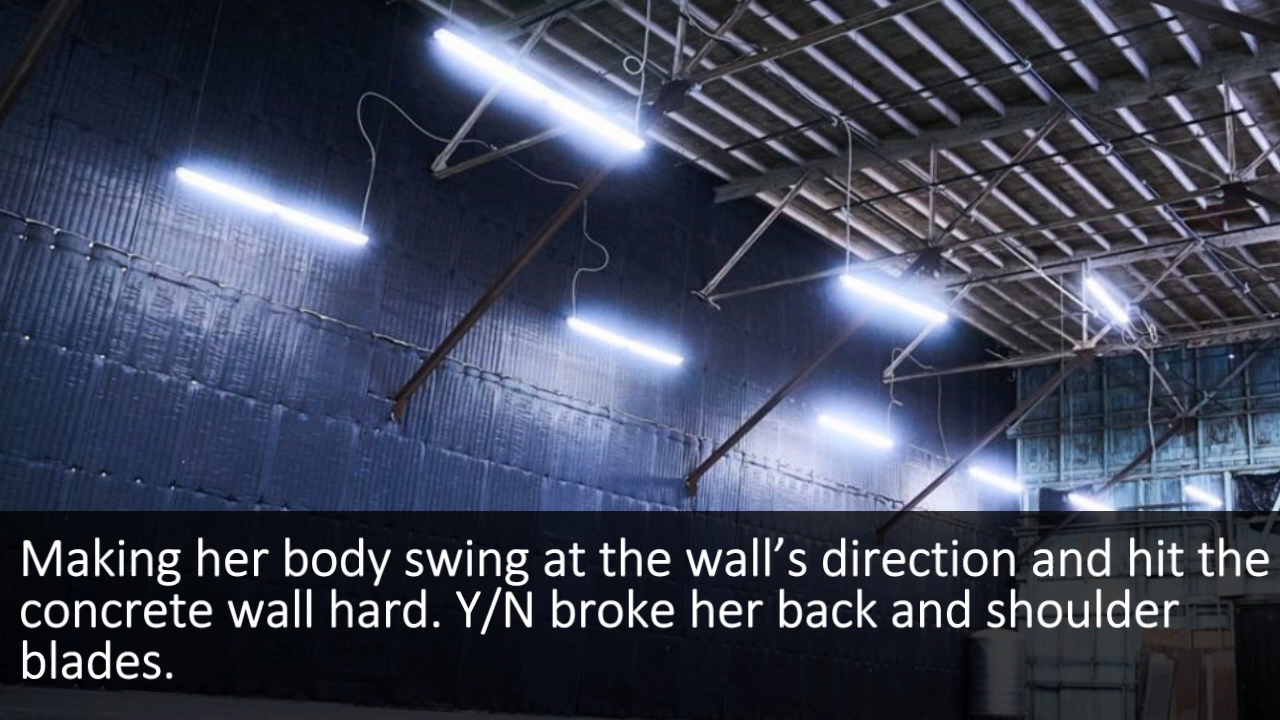 Making her body swing at the wall’s direction and hit the
concrete wall hard. Y/N broke her back and shoulder
blades.